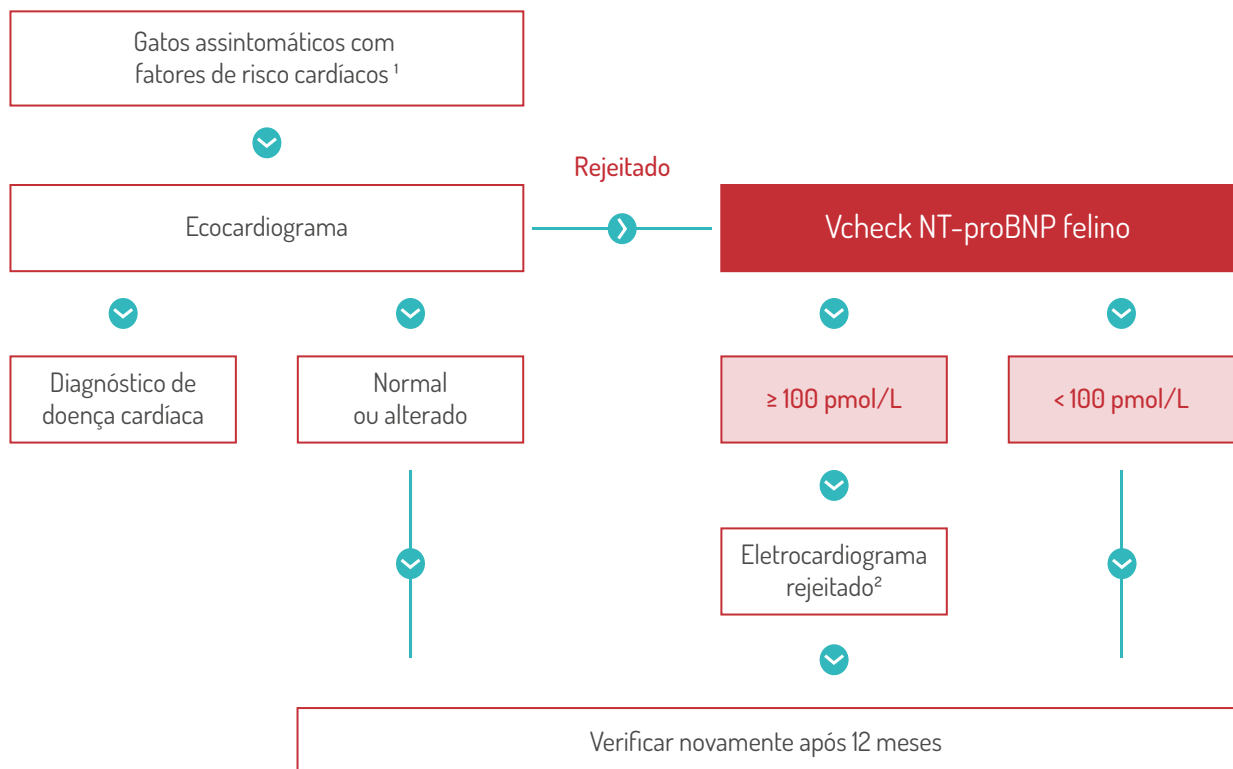 Gatos assintomáticos com
fatores de risco cardíacos ¹
Rejeitado
Ecocardiograma
Vcheck NT-proBNP felino
Diagnóstico de
doença cardíaca
Normal
ou alterado
≥ 100 pmol/L
< 100 pmol/L
Eletrocardiograma
rejeitado²
Verificar novamente após 12 meses